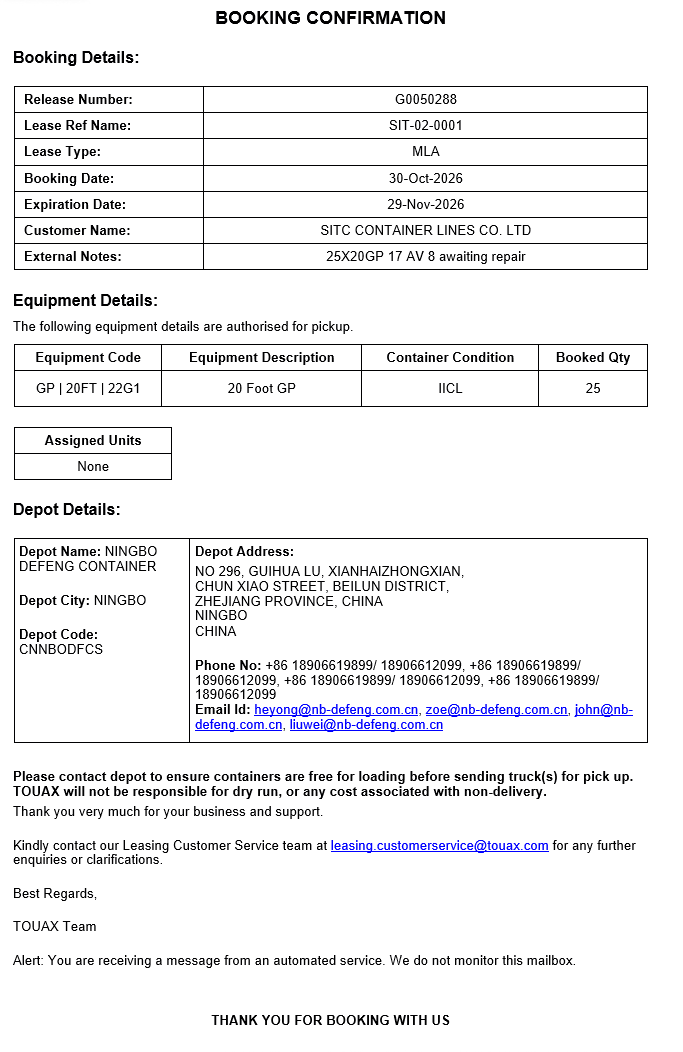 BOOKING CONFIRMATION
Booking Details:
Release Number: G0050288
Lease Ref Name: SIT-02-0001
Lease Type: MLA
Booking Date: 30-Oct-2026
Expiration Date: 29-Nov-2026
Customer Name: SITC CONTAINER LINES CO. LTD
External Notes: 25X20GP 17 AV 8 awaiting repair
Equipment Details:
The following equipment details are authorised for pickup.
Equipment Code Equipment Description Container Condition Booked Qty
GP | 20FT | 22G1 20 Foot GP IICL 25
Assigned Units
None
Depot Details:
Depot Name: NINGBO
DEFENG CONTAINER
Depot City: NINGBO
Depot Code:
CNNBODFCS
Depot Address:
NO 296, GUIHUA LU, XIANHAIZHONGXIAN,
CHUN XIAO STREET, BEILUN DISTRICT,
ZHEJIANG PROVINCE, CHINA
NINGBO
CHINA
Phone No: +86 18906619899/ 18906612099, +86 18906619899/
18906612099, +86 18906619899/ 18906612099, +86 18906619899/
18906612099
Email Id: heyong@nb-defeng.com.cn, zoe@nb-defeng.com.cn, john@nb-
defeng.com.cn, liuwei@nb-defeng.com.cn
Please contact depot to ensure containers are free for loading before sending truck(s) for pick up.
TOUAX will not be responsible for dry run, or any cost associated with non-delivery.
Thank you very much for your business and support.
Kindly contact our Leasing Customer Service team at leasing.customerservice@touax.com for any further
enquiries or clarifications.
Best Regards,
TOUAX Team
Alert: You are receiving a message from an automated service. We do not monitor this mailbox.
THANK YOU FOR BOOKING WITH US